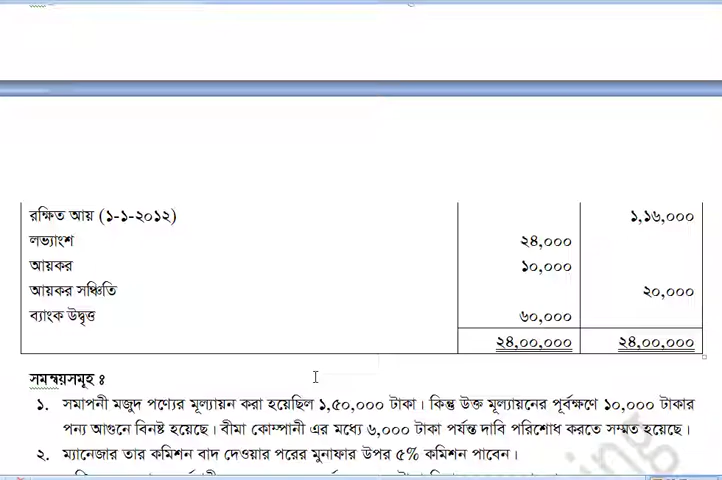 রক্ষিত আয় (১-১-২০১২) ১,১৬,০০০
লভ্যাংশ ২৪,০০০
আয়কর ১০,০০০
আয়কর সঞ্চিতি ২০,০০০
ব্যাংক উদ্বৃত্ত ৬০,০০০
২৪,০০,০০০ ২৪,০০,০০০
সমন্বয়সমূহ ঃ
১. সমাপনী মজুদ পণ্যের মূল্যায়ন করা হয়েছিল ১,৫০,০০০ টাকা। কিন্তু উক্ত মূল্যায়নের পূর্বক্ষণে ১০,০০০ টাকার
পন্য আগুনে বিনষ্ট হয়েছে। বীমা কোম্পানী এর মধ্যে ৬,০০০ টাকা পর্যন্ত দাবি পরিশোধ করতে সম্মত হয়েছে।
২. ম্যানেজার তার কমিশন বাদ দেওয়ার পরের মুনাফার উপর ৫% কমিশন পাবেন।